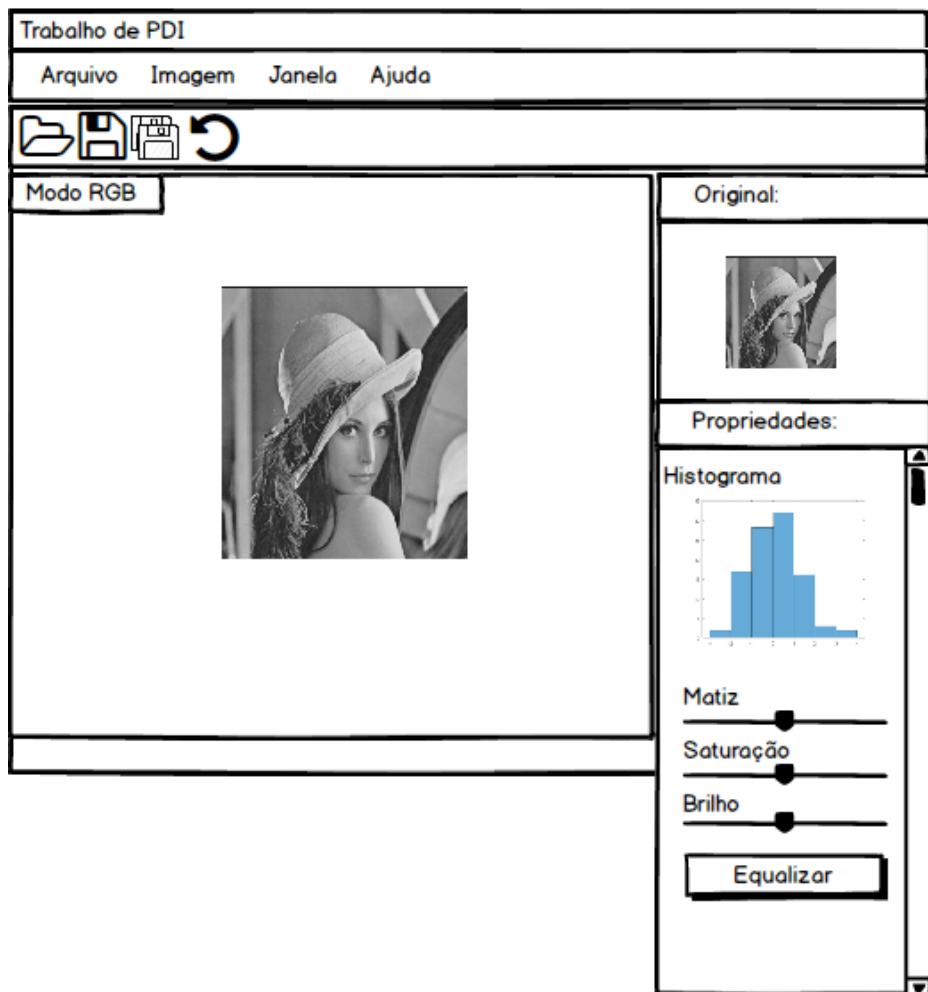 Trabalho de PDI
Arquivo Imagem Janela Ajuda
Modo RGB
Original:
Propriedades:
Histograma
Matiz
Saturação
Brilho
Equalizar